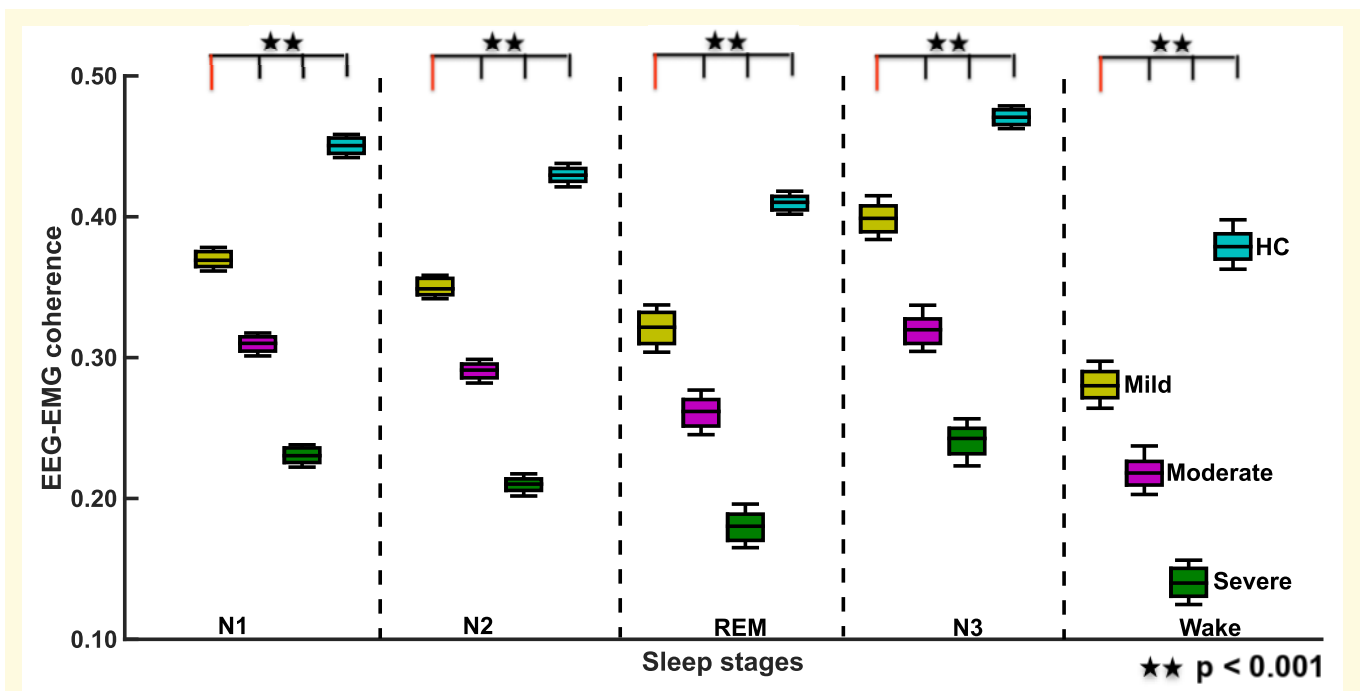 ★★ ★★ ★★ ★★ ★★
0.50
0.40
0.30
0.20
0.10
EEG-EMG coherence
HC
Mild
Moderate
Severe
N1 N2 REM N3 Wake
Sleep stages
★★ p < 0.001